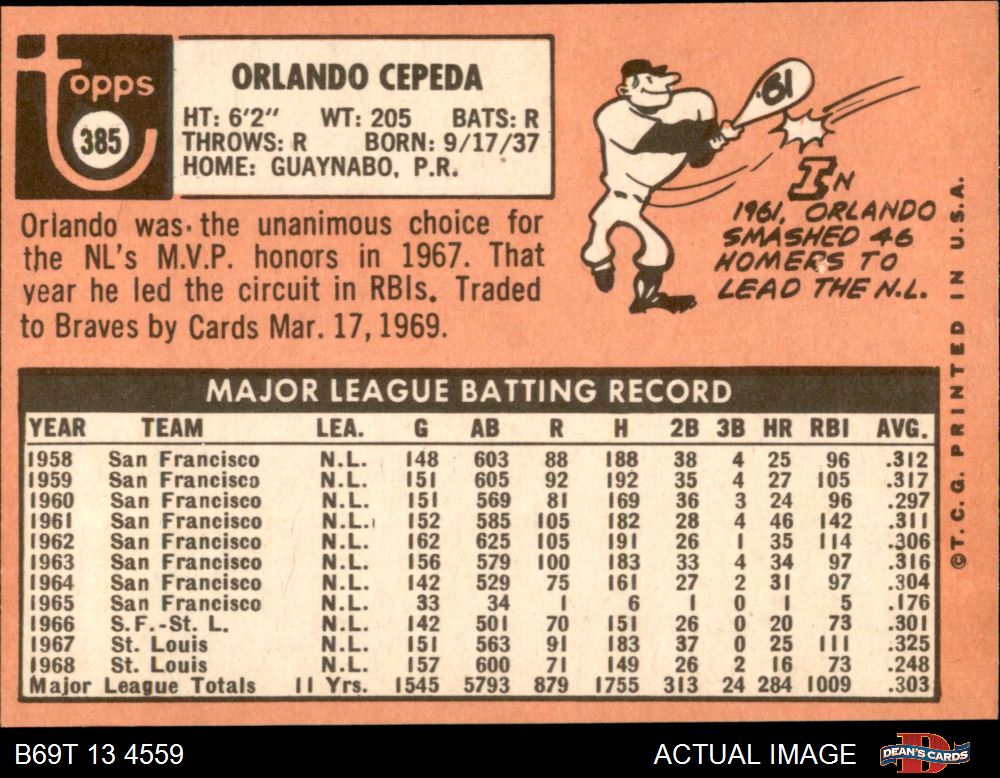 Topps
385
ORLANDO CEPEDA
HT: 6'2" WT: 205 BATS: R
THROWS: R BORN: 9/17/37
HOME: GUAYNABO, P.R.
Orlando was the unanimous choice for
the NL's M.V.P. honors in 1967. That
year he led the circuit in RBIs. Traded
to Braves by Cards Mar. 17, 1969.
'61
IN
1961, ORLANDO
SMASHED 46
HOMERS TO
LEAD THE N.L.
©T.C.G. PRINTED IN U.S.A.
MAJOR LEAGUE BATTING RECORD
YEAR TEAM LEA. G AB R H 2B 3B HR RBI AVG.
1958 San Francisco N.L. 148 603 88 188 38 4 25 96 .312
1959 San Francisco N.L. 151 605 92 192 35 4 27 105 .317
1960 San Francisco N.L. 151 569 81 169 36 3 24 96 .297
1961 San Francisco N.L. 152 585 105 182 28 4 46 142 .311
1962 San Francisco N.L. 162 625 105 191 26 1 35 114 .306
1963 San Francisco N.L. 156 579 100 183 33 4 34 97 .316
1964 San Francisco N.L. 142 529 75 161 27 2 31 97 .304
1965 San Francisco N.L. 33 34 1 6 1 0 1 5 .176
1966 S.F.-St. L. N.L. 142 501 70 151 26 0 20 73 .301
1967 St. Louis N.L. 151 563 91 183 37 0 25 111 .325
1968 St. Louis N.L. 157 600 71 149 26 2 16 73 .248
Major League Totals 11 Yrs. 1545 5793 879 1755 313 24 284 1009 .303
B69T 13 4559
ACTUAL IMAGE
DEAN'S CARDS